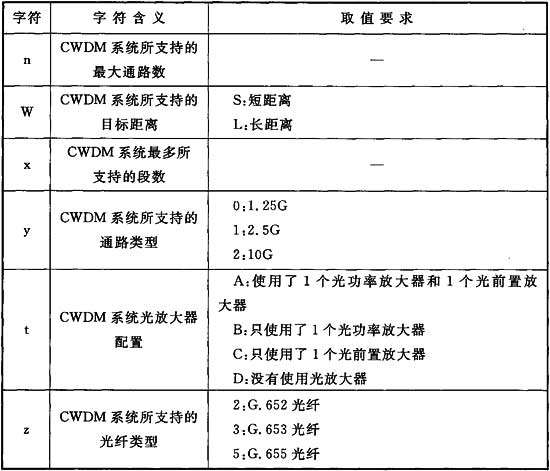 字符 字符含义 取值要求
n CWDM 系统所支持的 —
最大通路数
W CWDM 系统所支持的 S:短距离
目标距离 L:长距离
x CWDM 系统最多所 —
支持的段数
y CWDM 系统所支持的 0:1.25G
通路类型 1:2.5G
2:10G
t CWDM 系统光放大器 A:使用了 1 个光功率放大器和 1 个光前置放
配置 大器
B:只使用了 1 个光功率放大器
C:只使用了 1 个光前置放大器
D:没有使用光放大器
z CWDM 系统所支持的 2:G.652 光纤
光纤类型 3:G.653 光纤
5:G.655 光纤